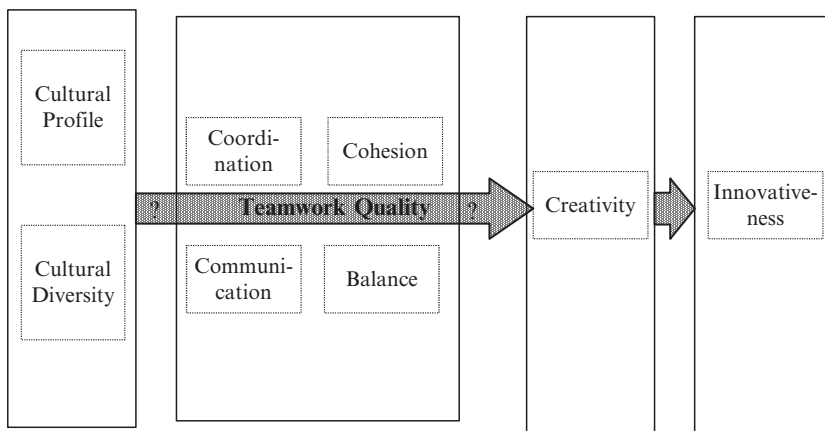 Cultural
Profile
Cultural
Diversity
?
Coordi-
nation
Cohesion
Teamwork Quality
Communi-
cation
Balance
?
Creativity
Innovative-
ness